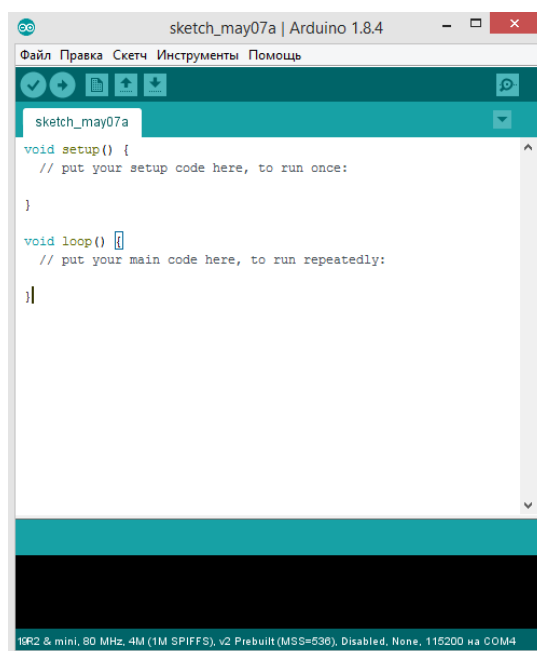 sketch_may07a | Arduino 1.8.4
Файл Правка Скетч Инструменты Помощь
sketch_may07a
void setup() {
  // put your setup code here, to run once:
}
void loop() {
  // put your main code here, to run repeatedly:
}
R2 & mini, 80 MHz, 4M (1M SPIFFS), v2 Prebuilt (MSS=536), Disabled, None, 115200 на COM4